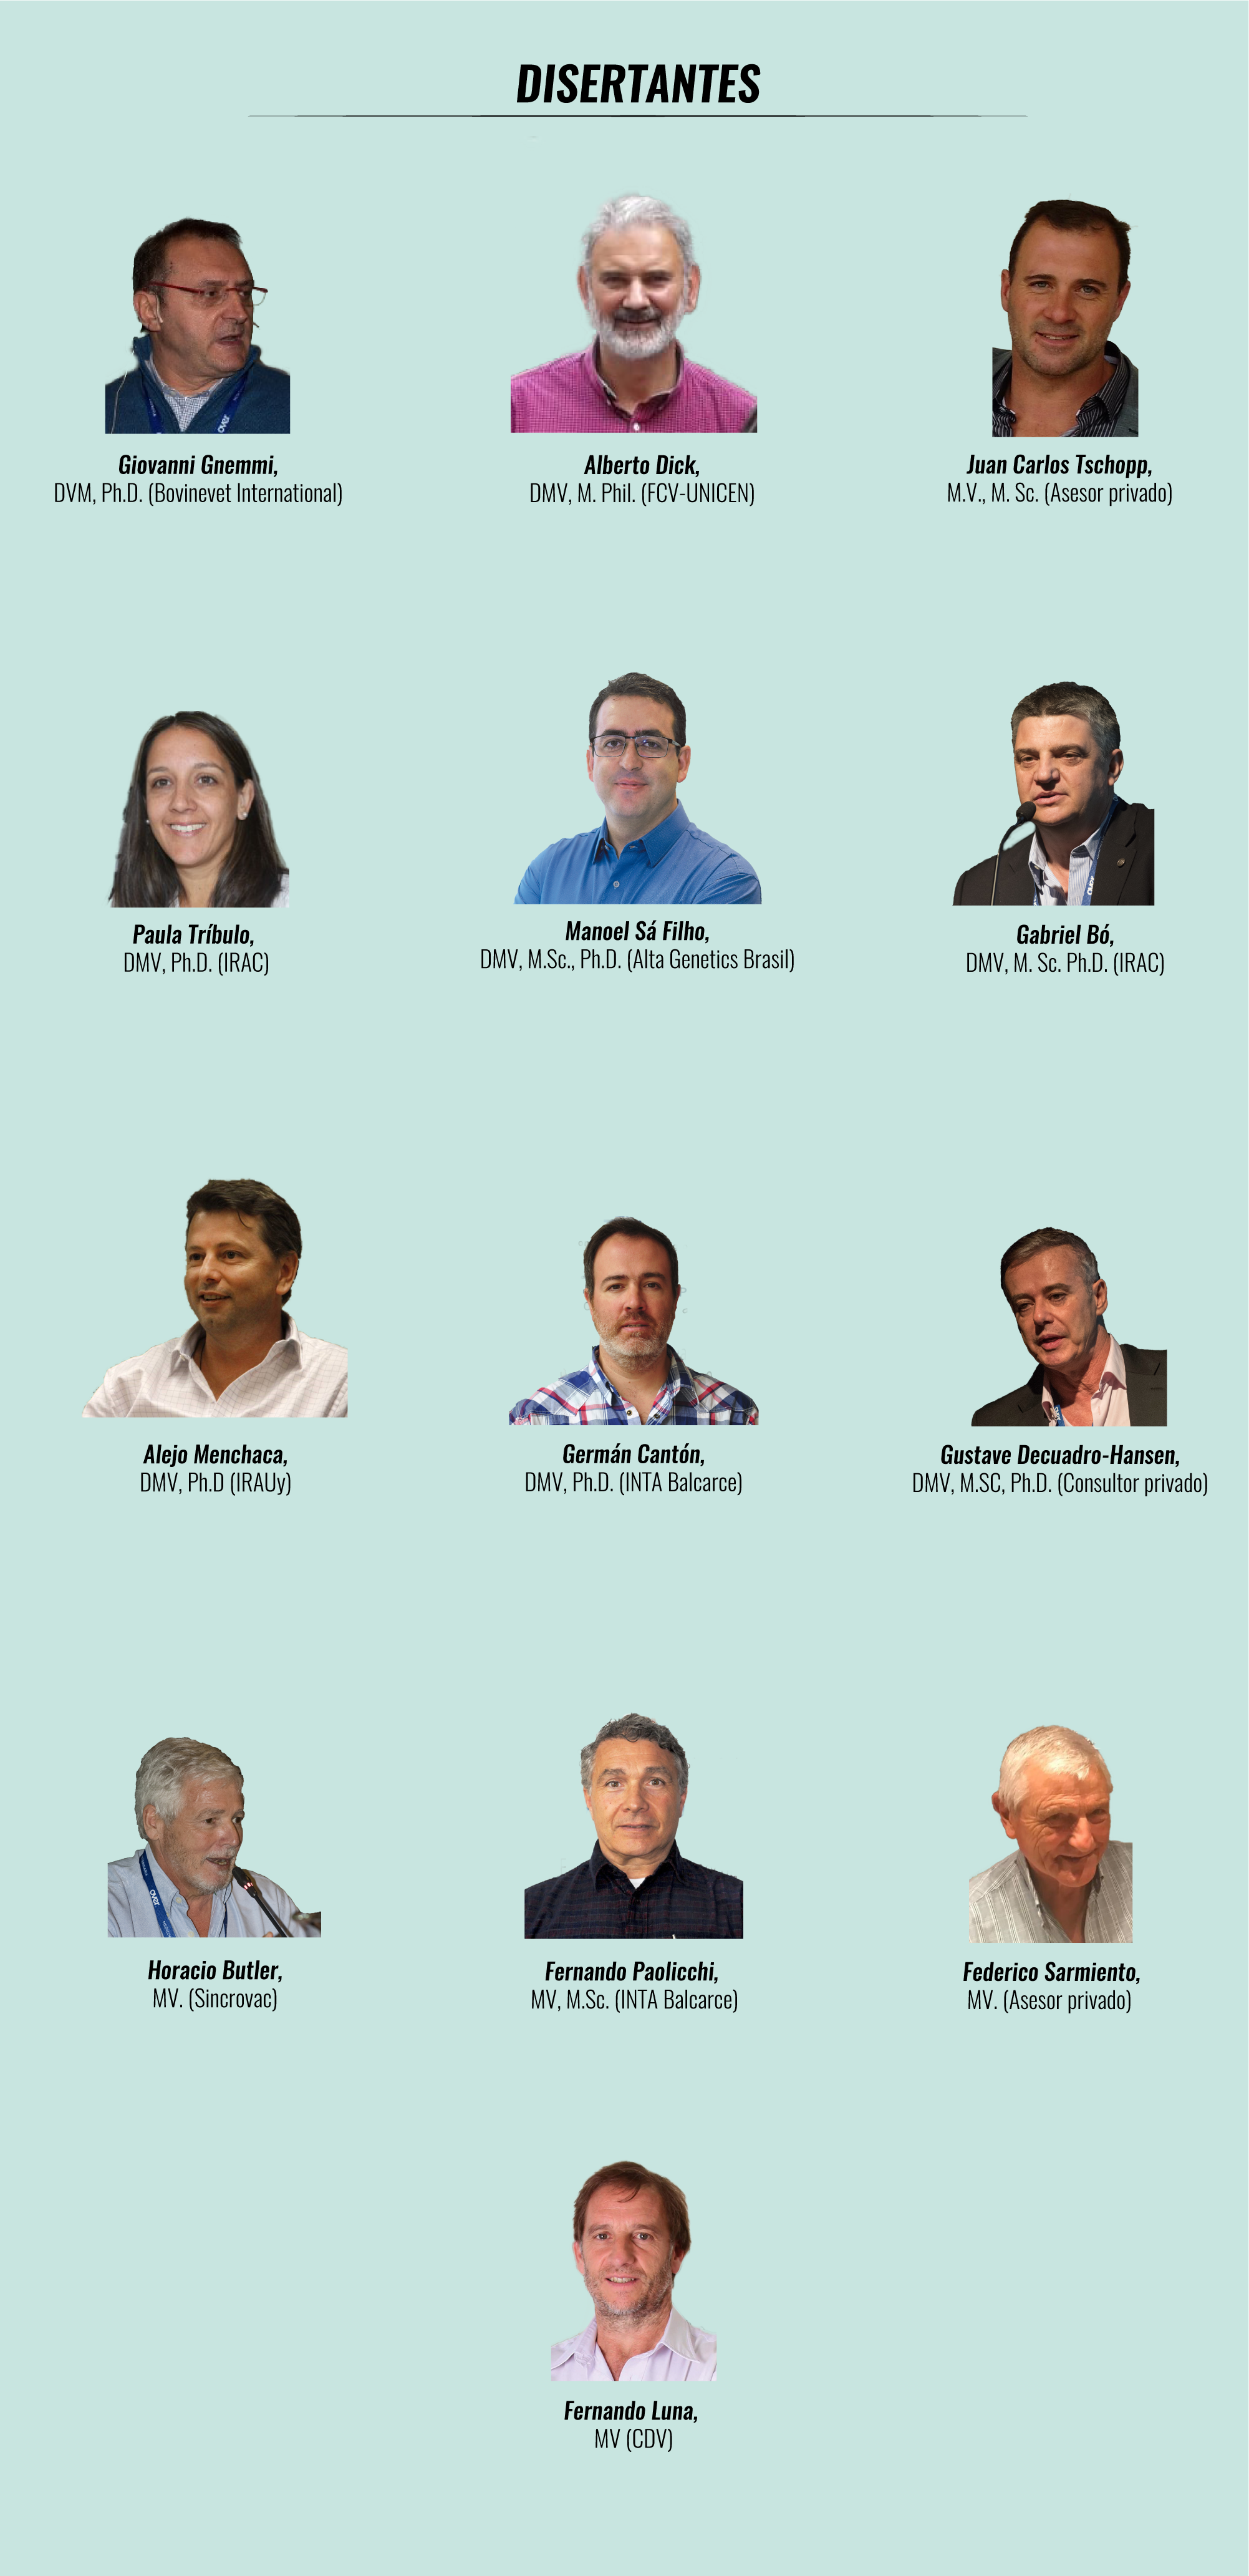 DISERTANTES
Giovanni Gnemmi,
DVM, Ph.D. (Bovinevet International)
Alberto Dick,
DMV, M. Phil. (FCV-UNICEN)
Juan Carlos Tschopp,
M.V., M. Sc. (Asesor privado)
Paula Tríbulo,
DMV, Ph.D. (IRAC)
Manoel Sá Filho,
DMV, M.Sc., Ph.D. (Alta Genetics Brasil)
Gabriel Bó,
DMV, M. Sc. Ph.D. (IRAC)
Alejo Menchaca,
DMV, Ph.D (IRAUy)
Germán Cantón,
DMV, Ph.D. (INTA Balcarce)
Gustave Decuadro-Hansen,
DMV, M.SC, Ph.D. (Consultor privado)
Horacio Butler,
MV. (Sincrovac)
Fernando Paolicchi,
MV, M.Sc. (INTA Balcarce)
Federico Sarmiento,
MV. (Asesor privado)
Fernando Luna,
MV (CDV)